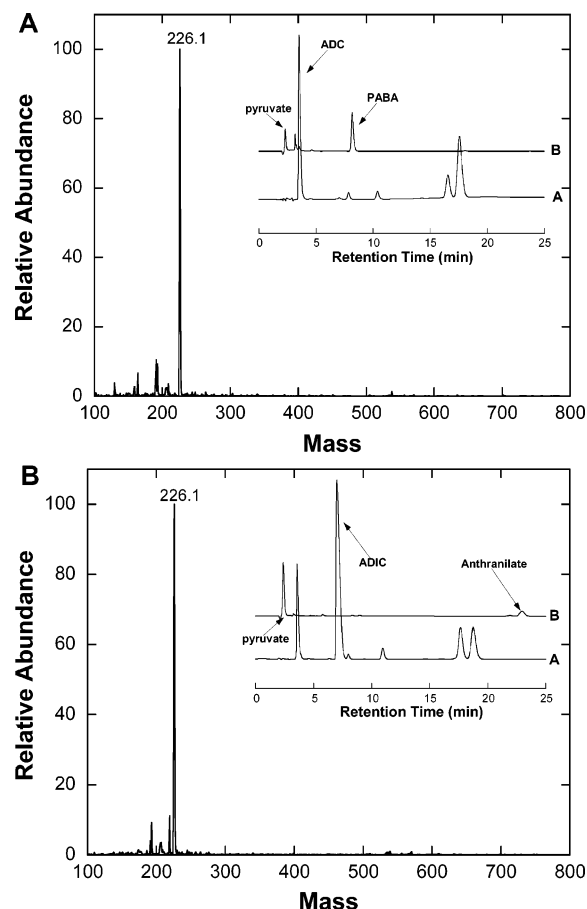 A
226.1
ADC
pyruvate
PABA
B
A
0 5 10 15 20 25
Retention Time (min)
100
80
60
40
20
0
Relative Abundance
100 200 300 400 500 600 700 800
Mass
B
226.1
ADIC
Anthranilate
pyruvate
B
A
0 5 10 15 20 25
Retention Time (min)
100
80
60
40
20
0
Relative Abundance
100 200 300 400 500 600 700 800
Mass